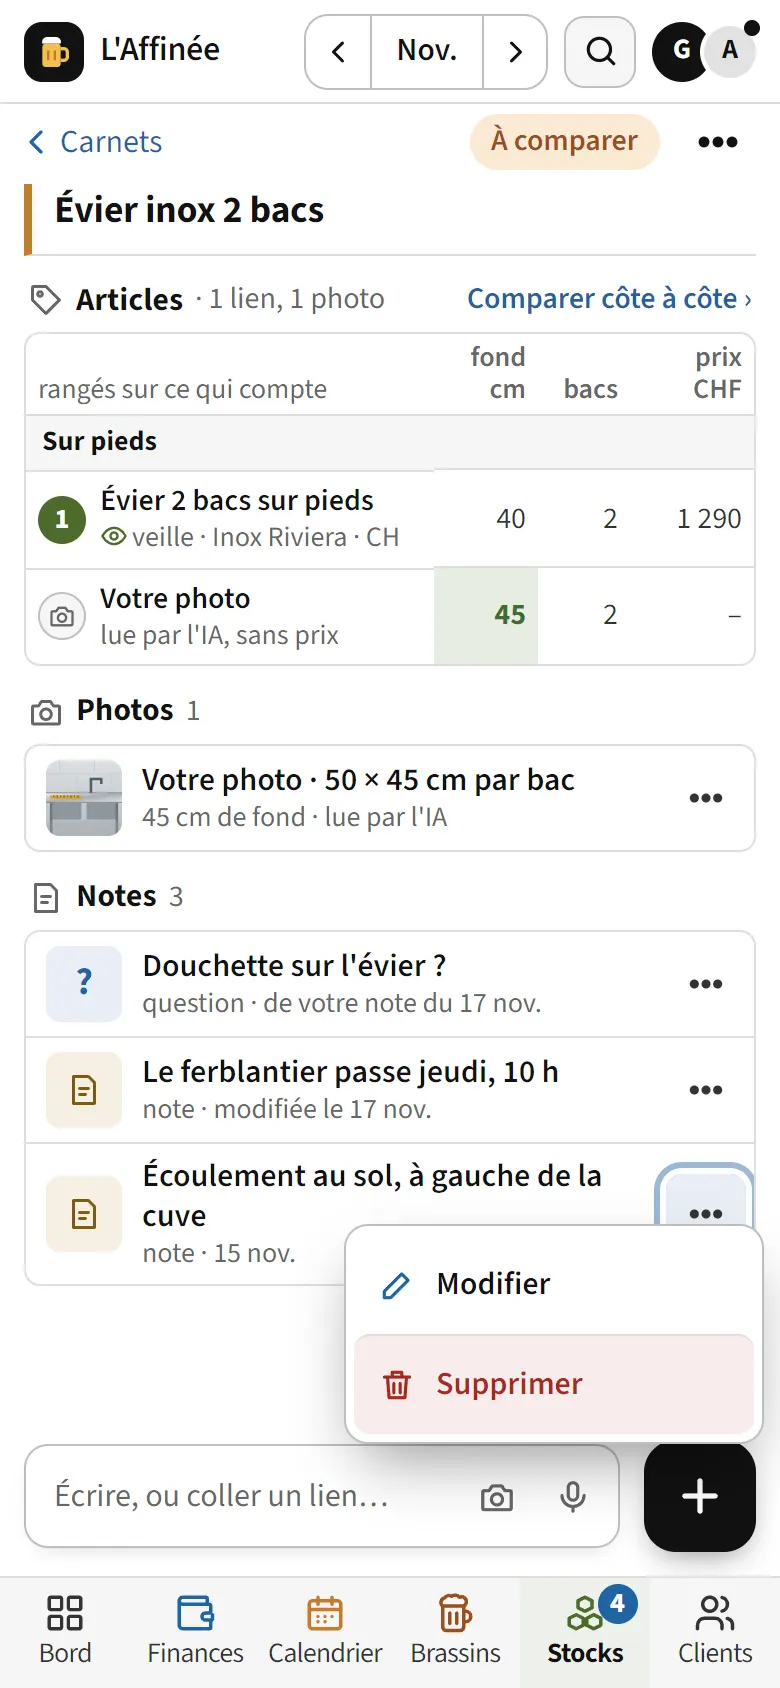 L'Affinée
Nov.
G
A
Carnets
À comparer
Évier inox 2 bacs
Articles · 1 lien, 1 photo
Comparer côte à côte ›
rangés sur ce qui compte
fond cm
bacs
prix CHF
Sur pieds
1
Évier 2 bacs sur pieds
veille · Inox Riviera · CH
40
2
1 290
Votre photo
lue par l'IA, sans prix
45
2
–
Photos 1
Votre photo · 50 × 45 cm par bac
45 cm de fond · lue par l'IA
Notes 3
?
Douchette sur l'évier ?
question · de votre note du 17 nov.
Le ferblantier passe jeudi, 10 h
note · modifiée le 17 nov.
Écoulement au sol, à gauche de la
cuve
note · 15 nov.
Modifier
Supprimer
Écrire, ou coller un lien…
Bord
Finances
Calendrier
Brassins
4
Stocks
Clients